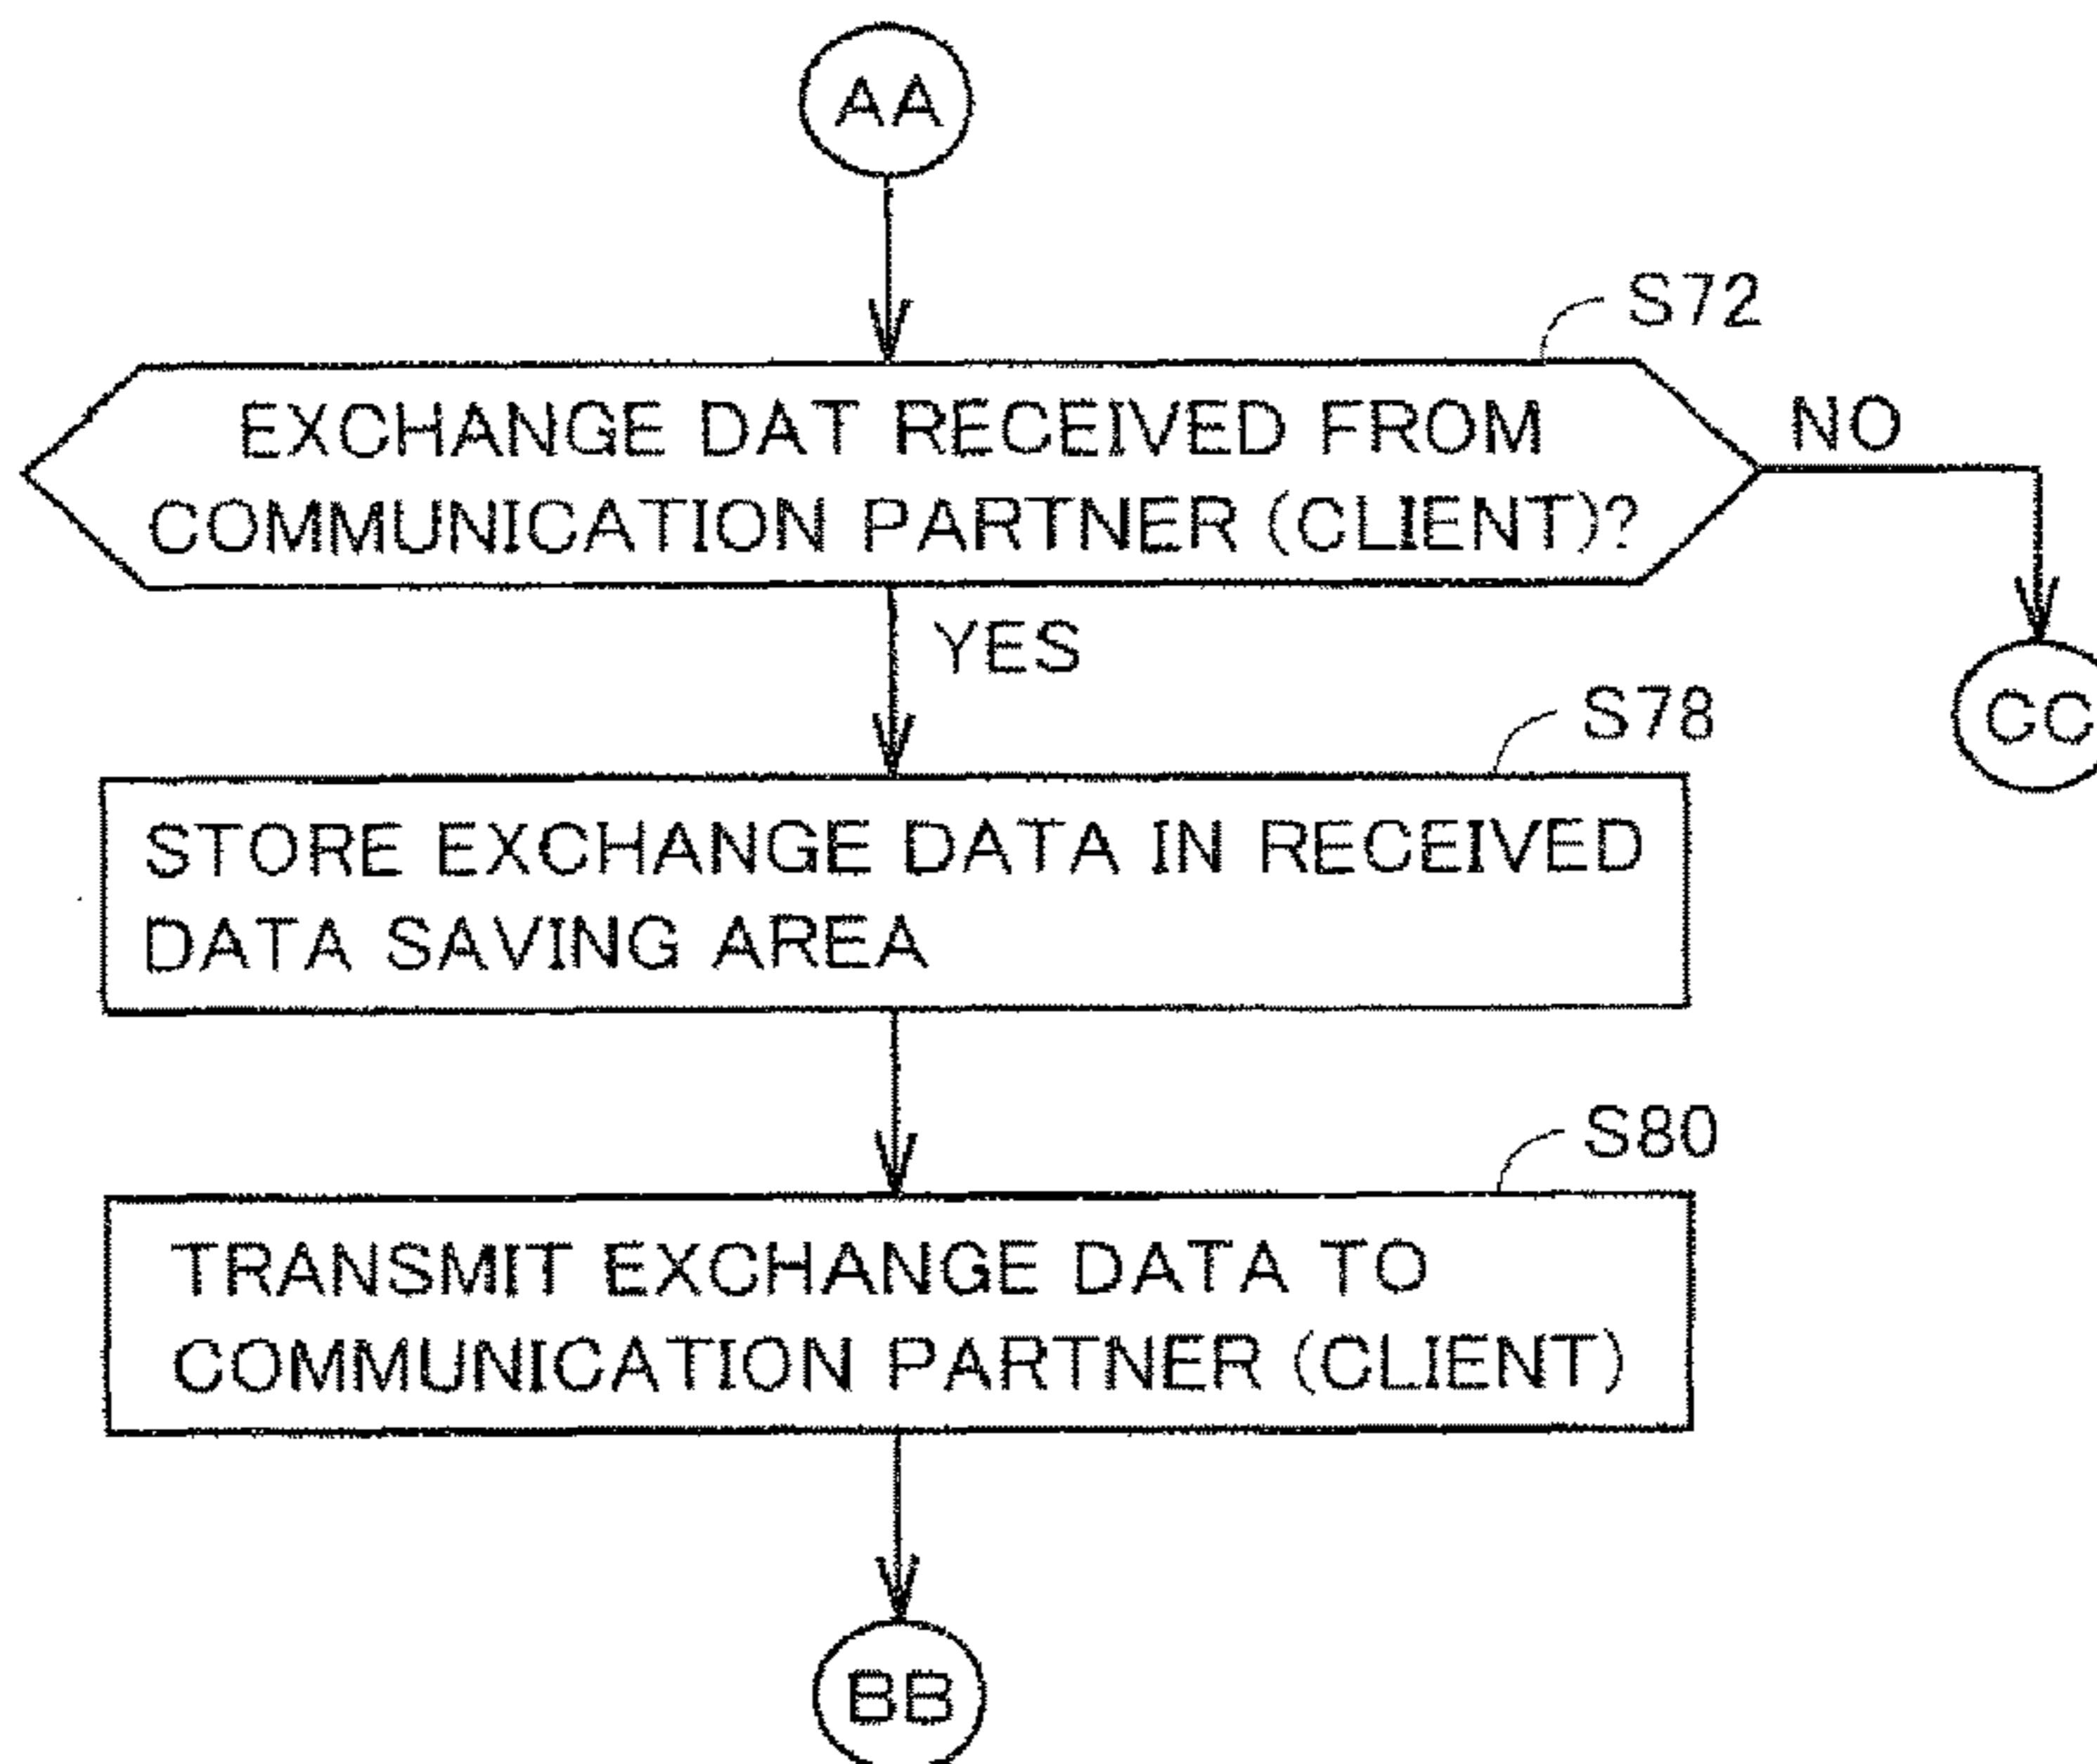 AA
S72
EXCHANGE DAT RECEIVED FROM
COMMUNICATION PARTNER (CLIENT)?
NO
YES
CC
S78
STORE EXCHANGE DATA IN RECEIVED
DATA SAVING AREA
S80
TRANSMIT EXCHANGE DATA TO
COMMUNICATION PARTNER (CLIENT)
BB